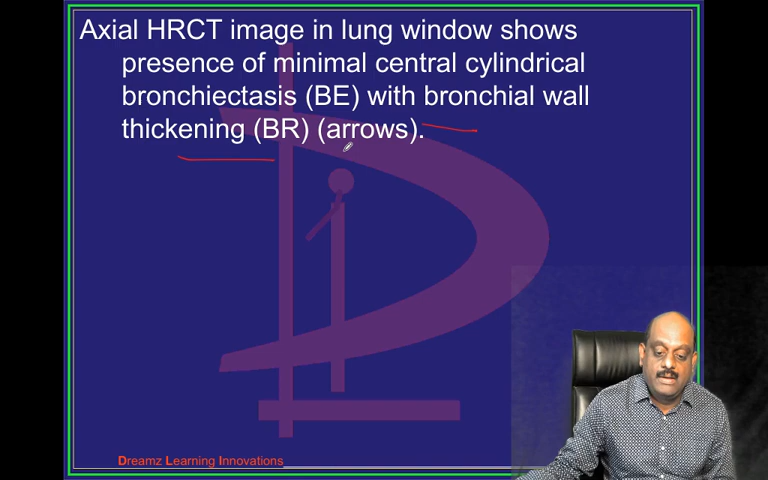 Axial HRCT image in lung window shows
presence of minimal central cylindrical
bronchiectasis (BE) with bronchial wall
thickening (BR) (arrows).
Dreamz Learning Innovations